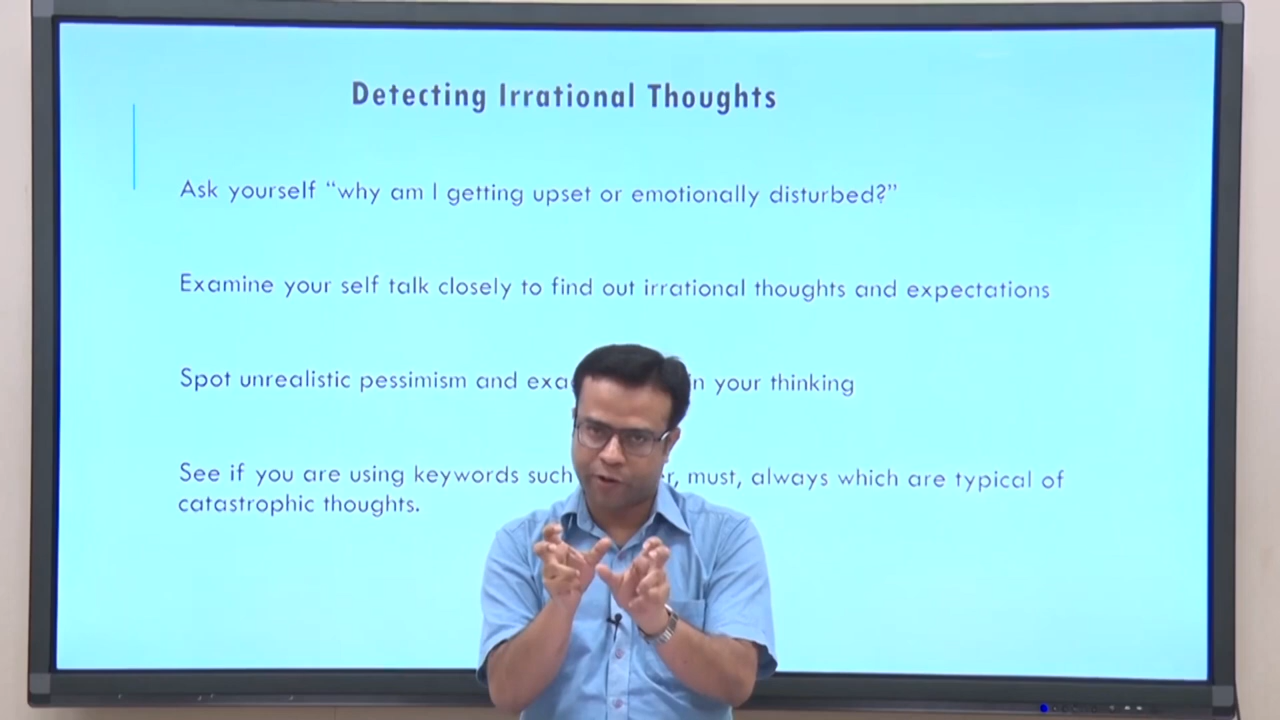 Detecting Irrational Thoughts
Ask yourself “why am I getting upset or emotionally disturbed?”
Examine your self talk closely to find out irrational thoughts and expectations
Spot unrealistic pessimism and in your thinking
See if you are using keywords such must, always which are typical of
catastrophic thoughts.